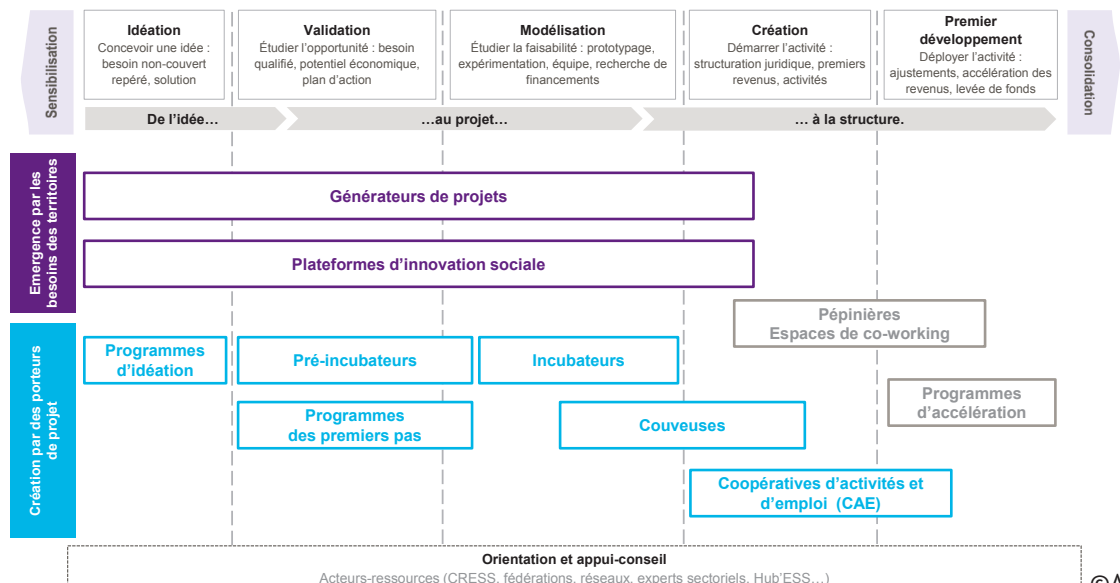 Sensibilisation
Idéation
Concevoir une idée :
besoin non-couvert
repéré, solution
Validation
Étudier l'opportunité : besoin
qualifié, potentiel économique,
plan d'action
Modélisation
Étudier la faisabilité : prototypage,
expérimentation, équipe, recherche de
financements
Création
Démarrer l'activité :
structuration juridique, premiers
revenus, activités
Premier
développement
Déployer l'activité :
ajustements, accélération des
revenus, levée de fonds
Consolidation
De l'idée…
…au projet…
… à la structure.
Emergence par les
besoins des territoires
Générateurs de projets
Plateformes d'innovation sociale
Pépinières
Espaces de co-working
Création par des porteurs
de projet
Programmes
d'idéation
Pré-incubateurs
Incubateurs
Programmes
d'accélération
Programmes
des premiers pas
Couveuses
Coopératives d'activités et
d'emploi (CAE)
Orientation et appui-conseil
Acteurs-ressources (CRESS, fédérations, réseaux, experts sectoriels, Hub'ESS…)